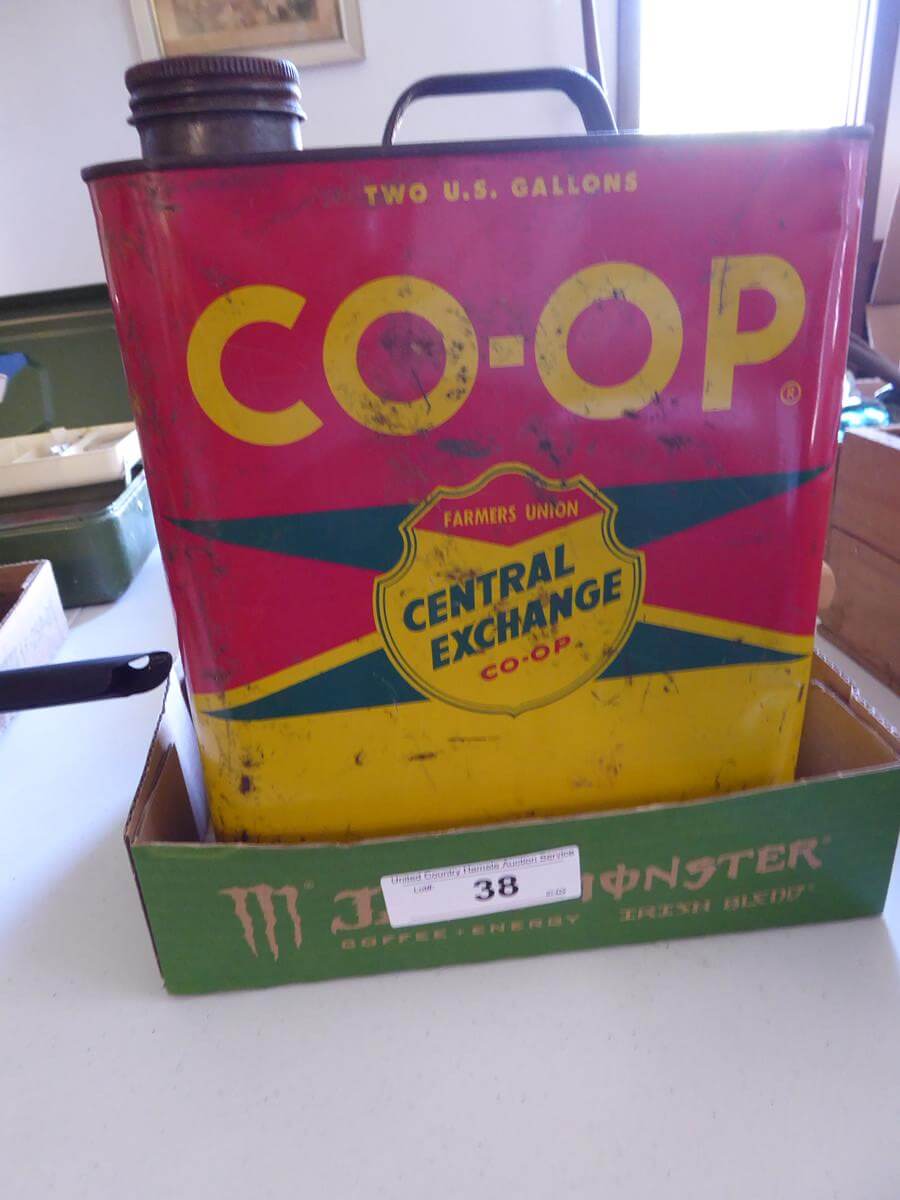 TWO U.S. GALLONS
CO-OP®
FARMERS UNION
CENTRAL
EXCHANGE
CO-OP
United Country Hamele Auction Service
Lot#: 38
MONSTER
COFFEE+ENERGY IRISH BLEND